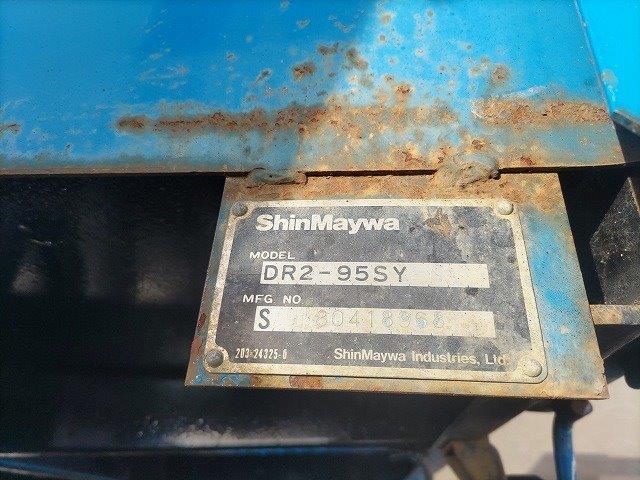 ShinMaywa
MODEL
DR2-95SY
MFG NO
S
203-24325-0
ShinMaywa Industries, Ltd.